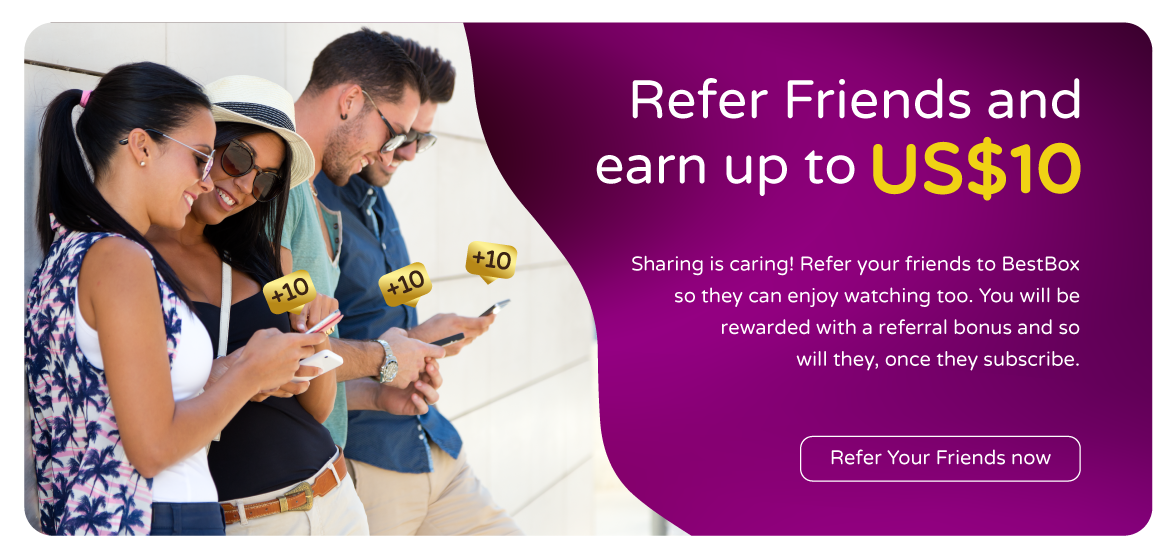 Refer Friends and
earn up to US$10
+10
+10
+10
Sharing is caring! Refer your friends to BestBox
so they can enjoy watching too. You will be
rewarded with a referral bonus and so
will they, once they subscribe.
Refer Your Friends now